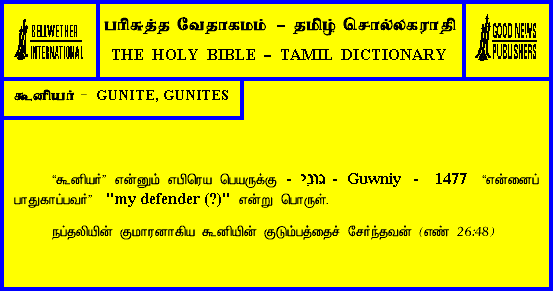 BELLWETHER
INTERNATIONAL
பரிசுத்த வேதாகமம் – தமிழ் சொல்லகராதி
THE HOLY BIBLE – TAMIL DICTIONARY
GOOD NEWS
PUBLISHERS
கூனியர் – GUNITE, GUNITES
“கூனியர்” என்னும் எபிரெய பெயருக்கு - גּוּנִי - Guwniy - 1477 “என்னைப்
பாதுகாப்பவர்” "my defender (?)" என்று பொருள்.
நப்தலியின் குமாரனாகிய கூனியின் குடும்பத்தைச் சேர்ந்தவன் (எண் 26:48)